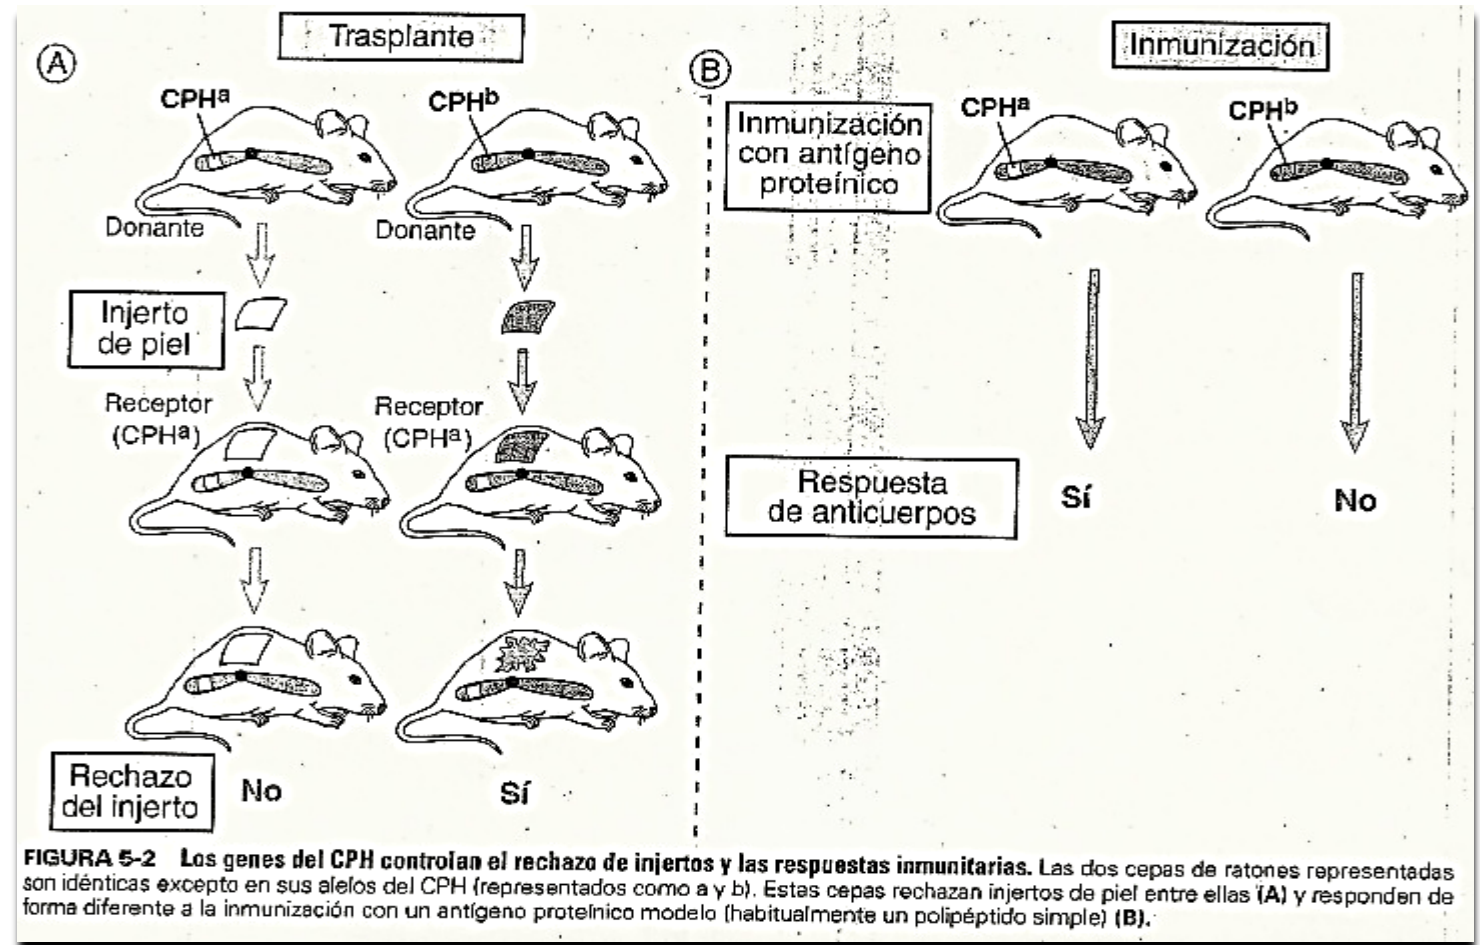 A
Trasplante
CPHa
CPHb
Donante
Donante
Injerto
de piel
Receptor
(CPHa)
Receptor
(CPHa)
Rechazo
del injerto
No
Sí
B
Inmunización
Inmunización
con antígeno
proteínico
CPHa
CPHb
Respuesta
de anticuerpos
Sí
No
FIGURA 5-2 Los genes del CPH controlan el rechazo de injertos y las respuestas inmunitarias. Las dos cepas de ratones representadas
son idénticas excepto en sus alelos del CPH (representados como a y b). Estas cepas rechazan injertos de piel entre ellas (A) y responden de
forma diferente a la inmunización con un antígeno proteínico modelo (habitualmente un polipéptido simple) (B).